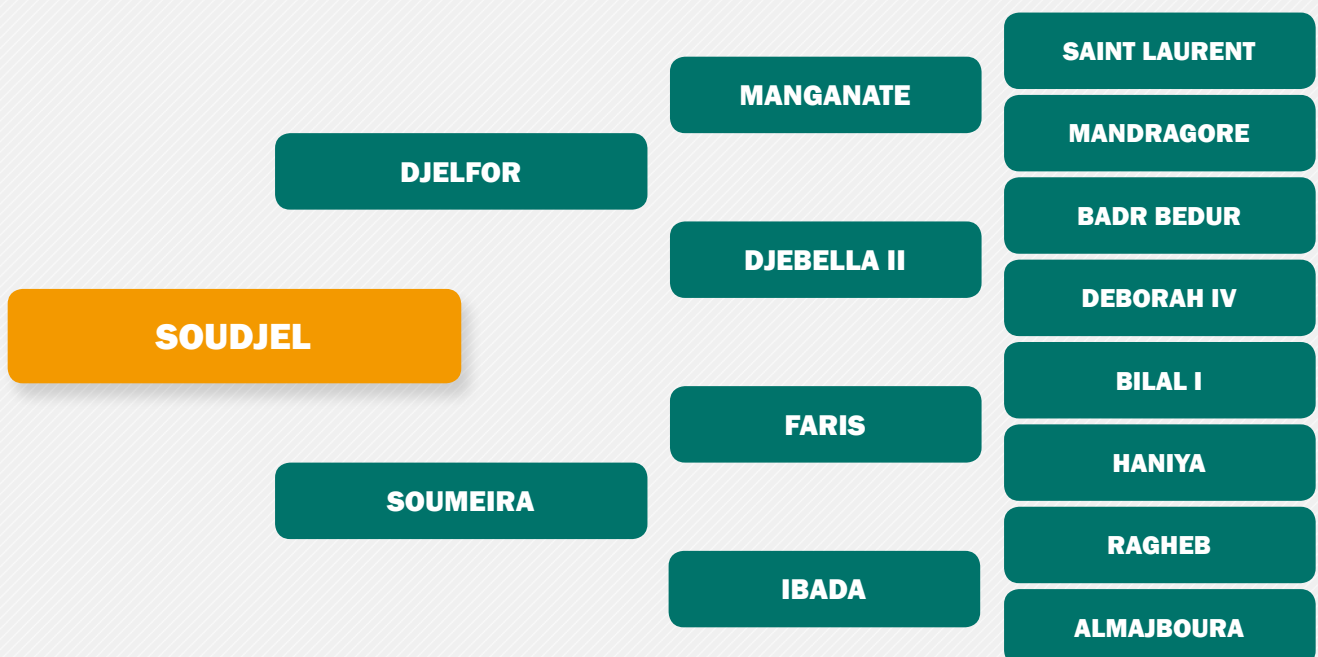 SOUDJEL
DJELFOR
SOUMEIRA
MANGANATE
DJEBELLA II
FARIS
IBADA
SAINT LAURENT
MANDRAGORE
BADR BEDUR
DEBORAH IV
BILAL I
HANIYA
RAGHEB
ALMAJBOURA